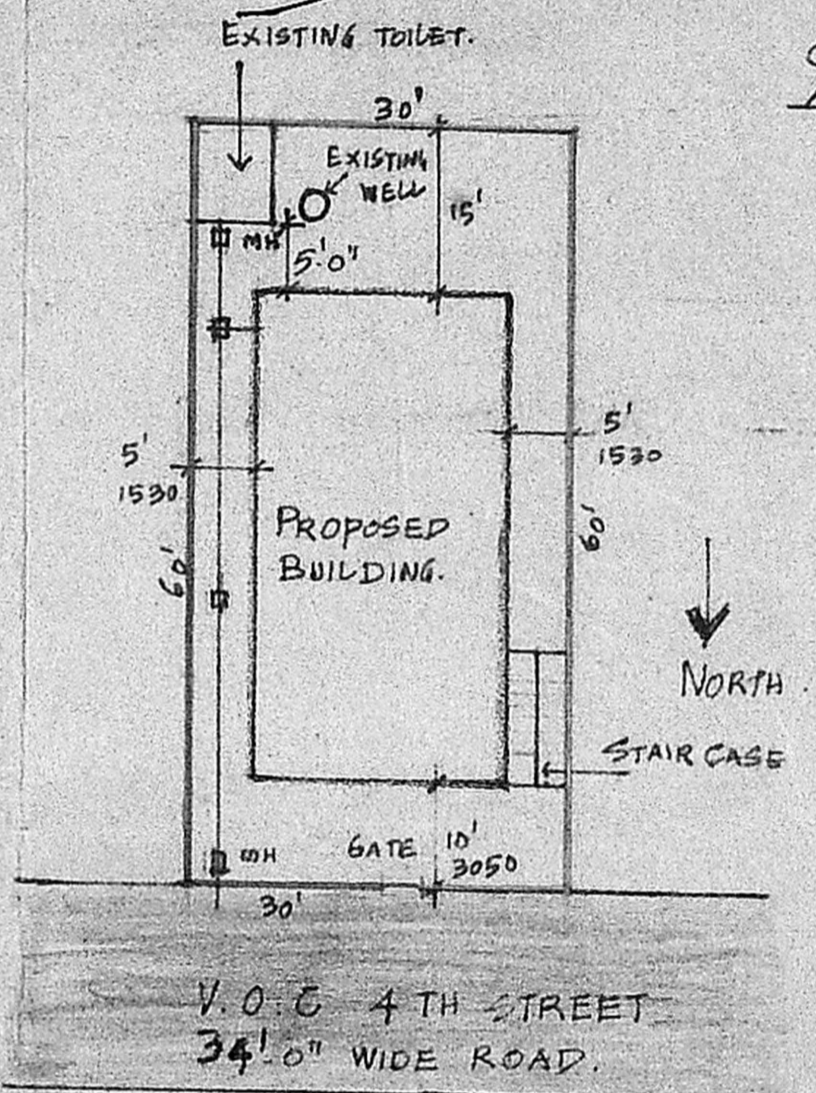 EXISTING TOILET.
30'
EXISTING
WELL
15'
MH
5'-0"
5'
1530
5'
1530
60'
60'
PROPOSED
BUILDING.
NORTH.
STAIR CASE
MH
GATE
10'
3050
30'
V.O.C 4TH STREET
34'-0" WIDE ROAD.